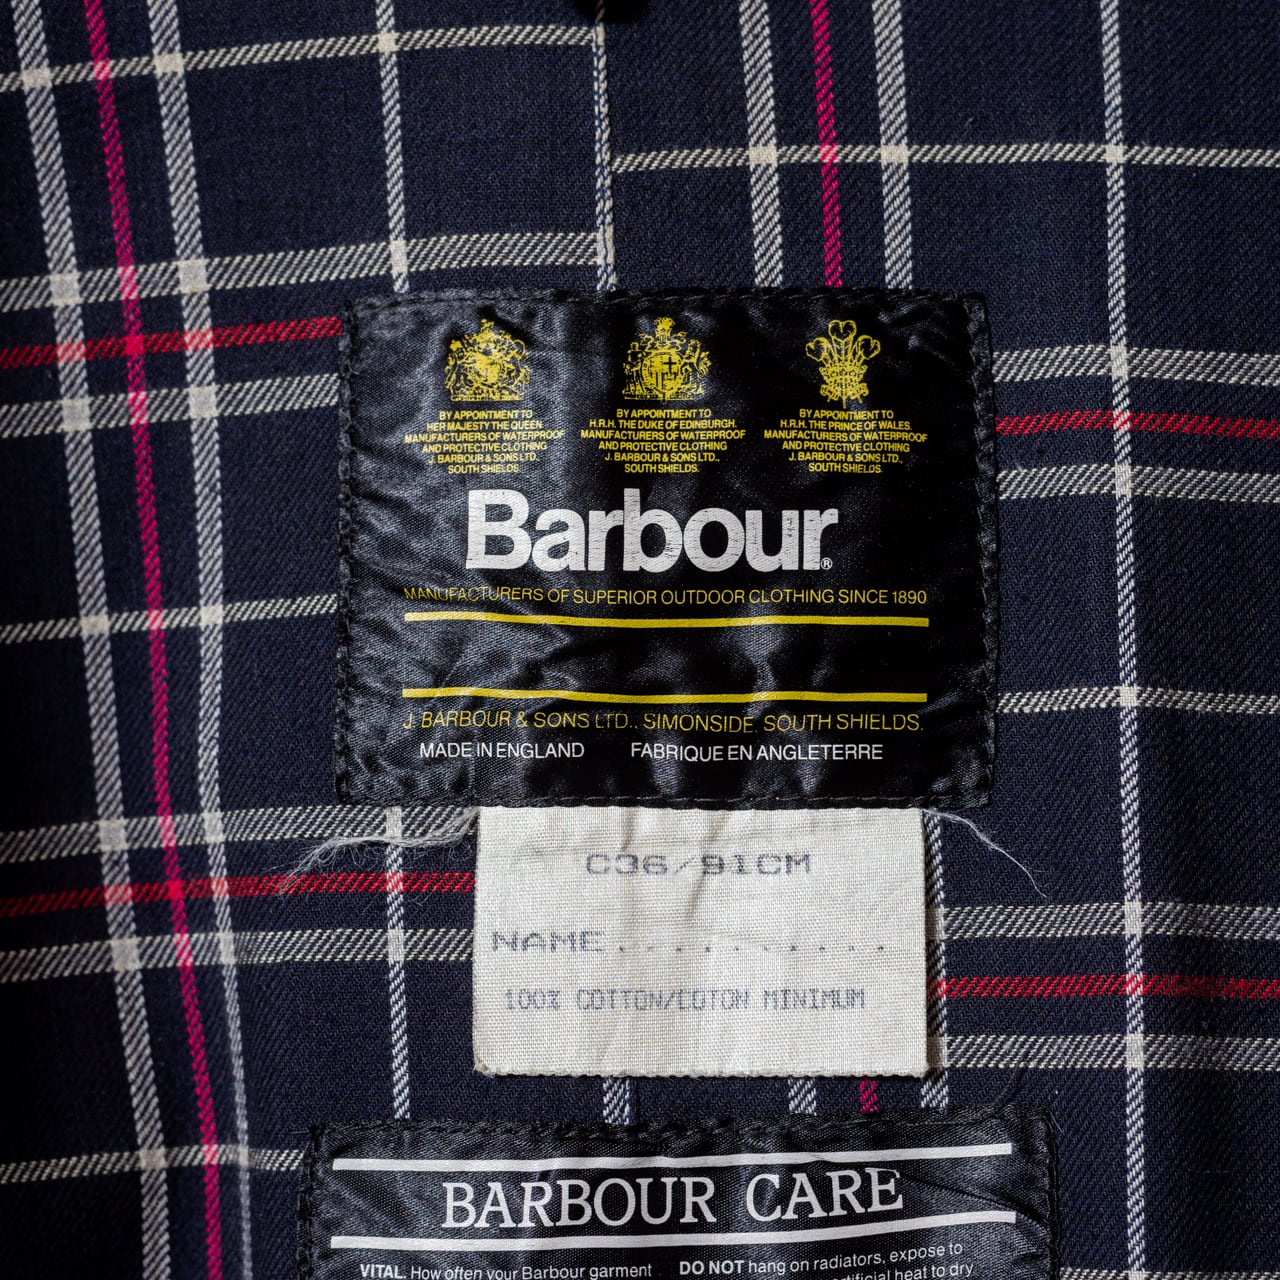 BY APPOINTMENT TO
HER MAJESTY THE QUEEN
MANUFACTURERS OF WATERPROOF
AND PROTECTIVE CLOTHING
J. BARBOUR & SONS LTD.,
SOUTH SHIELDS.
BY APPOINTMENT TO
H.R.H. THE DUKE OF EDINBURGH.
MANUFACTURERS OF WATERPROOF
AND PROTECTIVE CLOTHING
J. BARBOUR & SONS LTD.,
SOUTH SHIELDS.
BY APPOINTMENT TO
H.R.H. THE PRINCE OF WALES.
MANUFACTURERS OF WATERPROOF
AND PROTECTIVE CLOTHING
J. BARBOUR & SONS LTD.,
SOUTH SHIELDS.
Barbour®
MANUFACTURERS OF SUPERIOR OUTDOOR CLOTHING SINCE 1890
J. BARBOUR & SONS LTD., SIMONSIDE, SOUTH SHIELDS.
MADE IN ENGLAND FABRIQUE EN ANGLETERRE
C36/91CM
NAME..........
100% COTTON/COTON MINIMUM
BARBOUR CARE
VITAL. How often your Barbour garment
DO NOT hang on radiators, expose to
artificial heat to dry